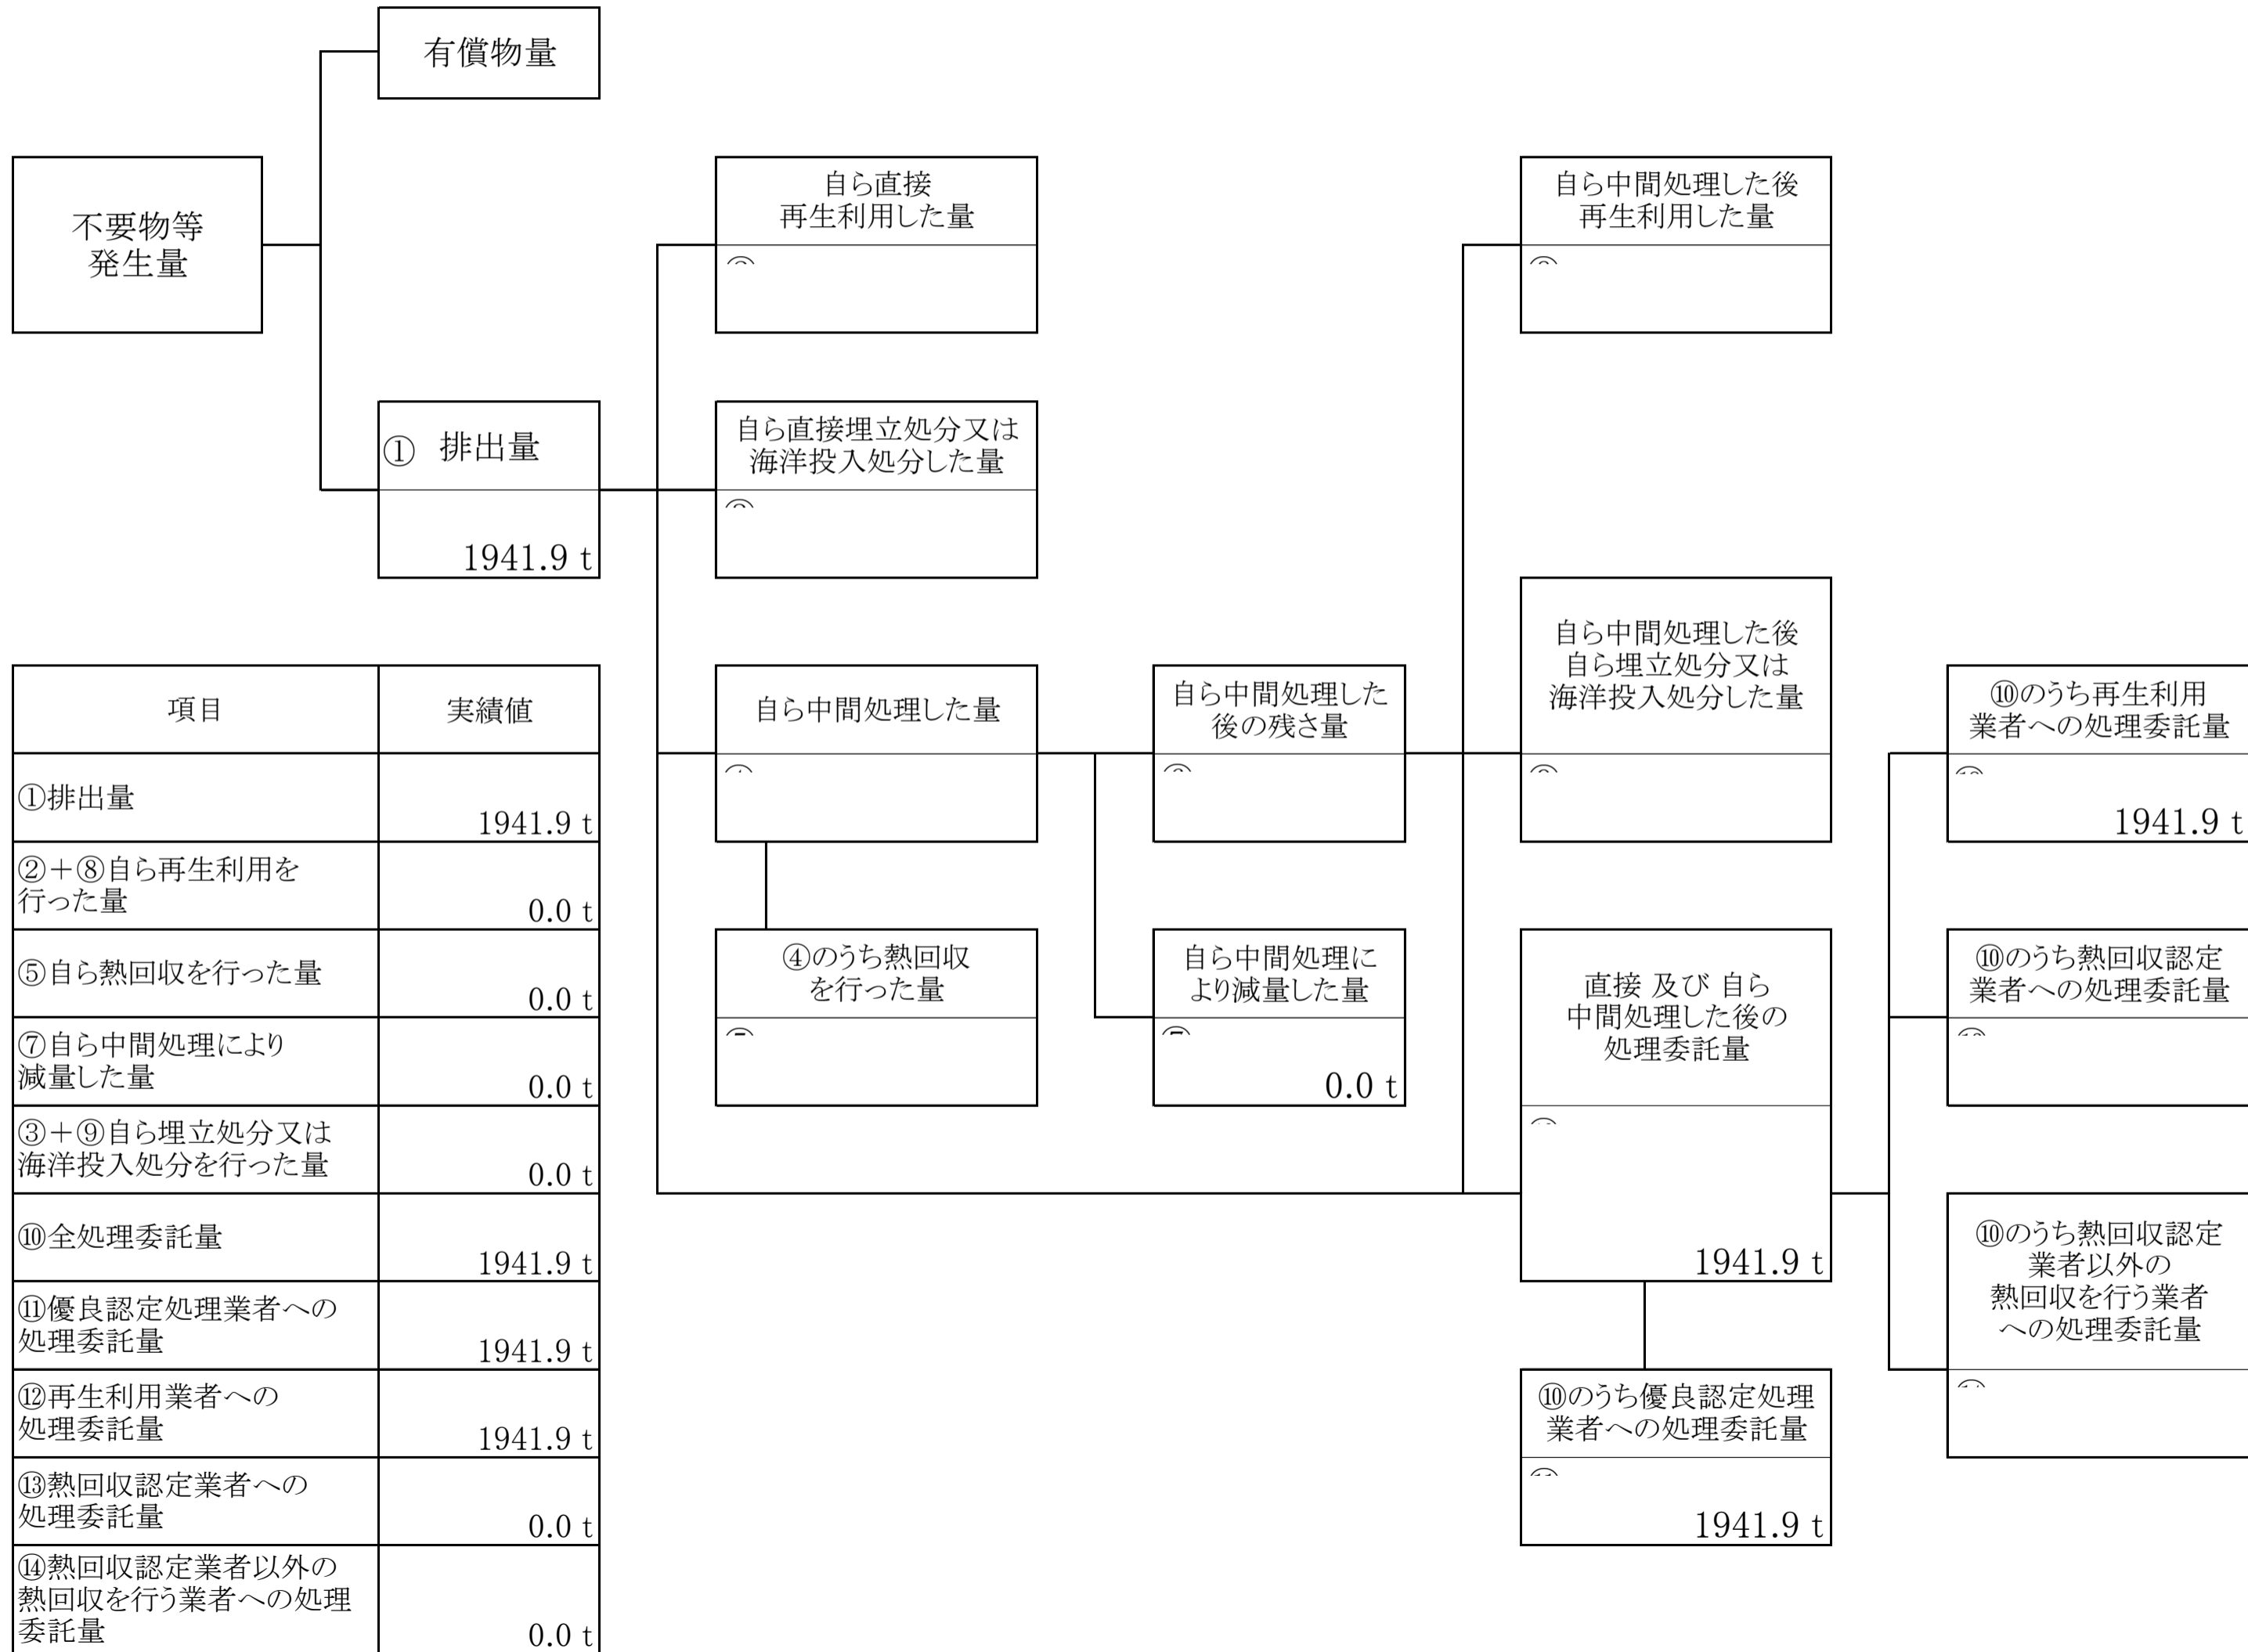 有償物量
不要物等
発生量
自ら直接
再生利用した量
自ら中間処理した後
再生利用した量
① 排出量
1941.9 t
自ら直接埋立処分又は
海洋投入処分した量
自ら中間処理した量
自ら中間処理した
後の残さ量
自ら中間処理した後
自ら埋立処分又は
海洋投入処分した量
⑩のうち再生利用
業者への処理委託量
1941.9 t
④のうち熱回収
を行った量
自ら中間処理に
より減量した量
0.0 t
直接 及び 自ら
中間処理した後の
処理委託量
1941.9 t
⑩のうち熱回収認定
業者への処理委託量
⑩のうち熱回収認定
業者以外の
熱回収を行う業者
への処理委託量
⑩のうち優良認定処理
業者への処理委託量
1941.9 t
項目 実績値
①排出量
1941.9 t
②+⑧自ら再生利用を
行った量
0.0 t
⑤自ら熱回収を行った量
0.0 t
⑦自ら中間処理により
減量した量
0.0 t
③+⑨自ら埋立処分又は
海洋投入処分を行った量
0.0 t
⑩全処理委託量
1941.9 t
⑪優良認定処理業者への
処理委託量
1941.9 t
⑫再生利用業者への
処理委託量
1941.9 t
⑬熱回収認定業者への
処理委託量
0.0 t
⑭熱回収認定業者以外の
熱回収を行う業者への処理
委託量
0.0 t